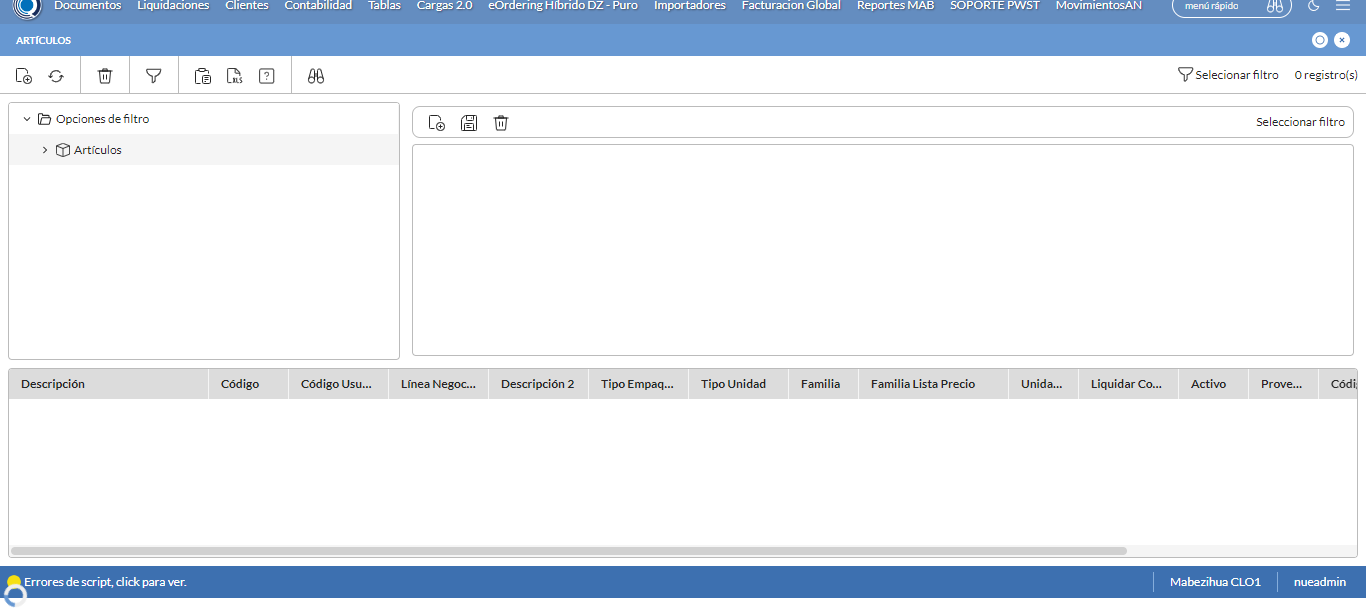 Documentos Liquidaciones Clientes Contabilidad Tablas Cargas 2.0 eOrdering Híbrido DZ - Puro Importadores Facturacion Global Reportes MAB SOPORTE PWST MovimientosAN menú rápido
ARTÍCULOS
XLS ? Selecionar filtro 0 registro(s)
Opciones de filtro
Artículos
Seleccionar filtro
Descripción Código Código Usu... Línea Negoc... Descripción 2 Tipo Empaq... Tipo Unidad Familia Familia Lista Precio Unida... Liquidar Co... Activo Prove... Códi
Errores de script, click para ver. Mabezihua CLO1 nueadmin